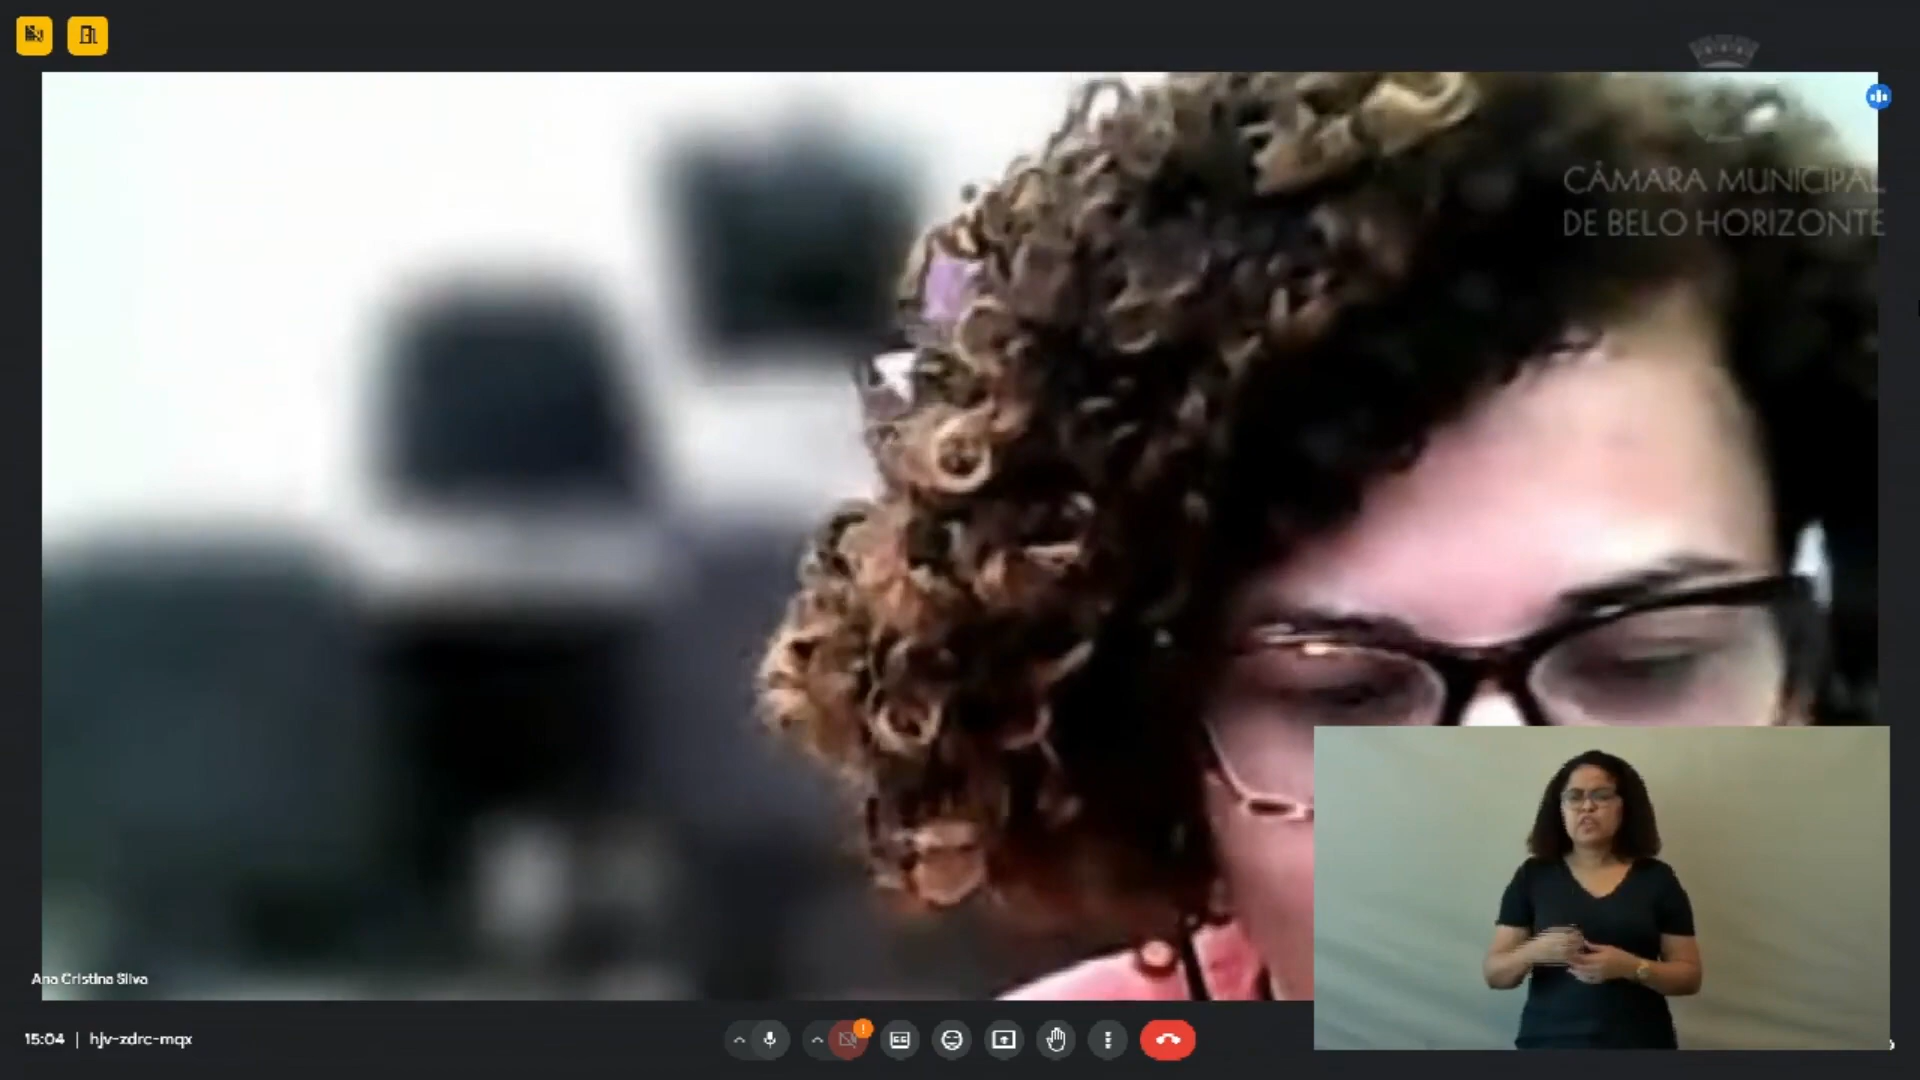 CÂMARA MUNICIPAL
DE BELO HORIZONTE
Ana Cristina Silva
15:04 | hjv-zdrc-mqx